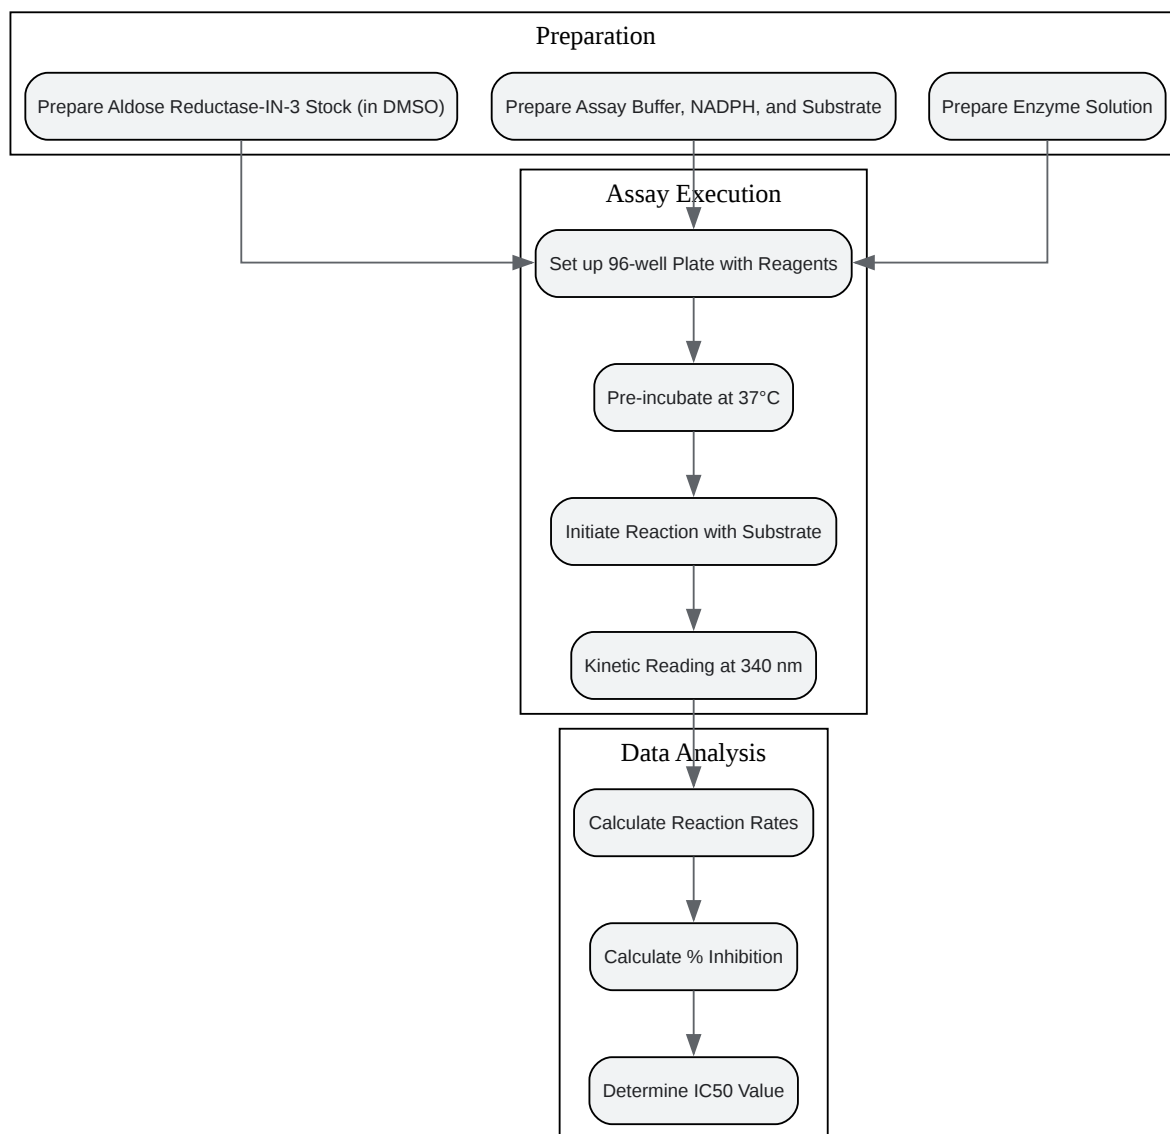 Preparation
Prepare Aldose Reductase-IN-3 Stock (in DMSO)
Prepare Assay Buffer, NADPH, and Substrate
Prepare Enzyme Solution
Assay Execution
Set up 96-well Plate with Reagents
Pre-incubate at 37°C
Initiate Reaction with Substrate
Kinetic Reading at 340 nm
Data Analysis
Calculate Reaction Rates
Calculate % Inhibition
Determine IC50 Value